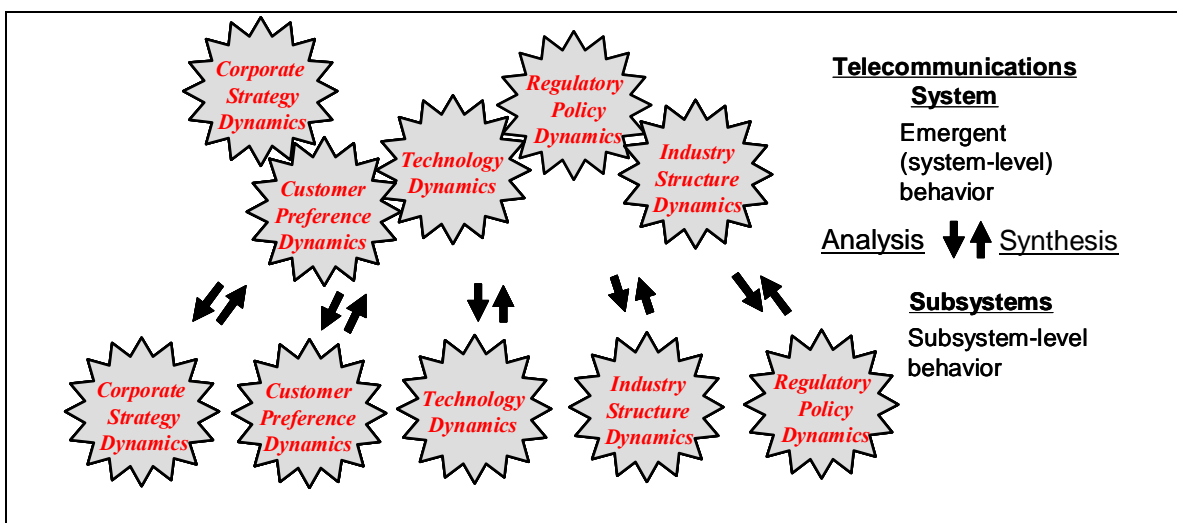 Corporate
Strategy
Dynamics
Customer
Preference
Dynamics
Technology
Dynamics
Regulatory
Policy
Dynamics
Industry
Structure
Dynamics
Telecommunications
System
Emergent
(system-level)
behavior
Analysis
Synthesis
Subsystems
Subsystem-level
behavior
Corporate
Strategy
Dynamics
Customer
Preference
Dynamics
Technology
Dynamics
Industry
Structure
Dynamics
Regulatory
Policy
Dynamics